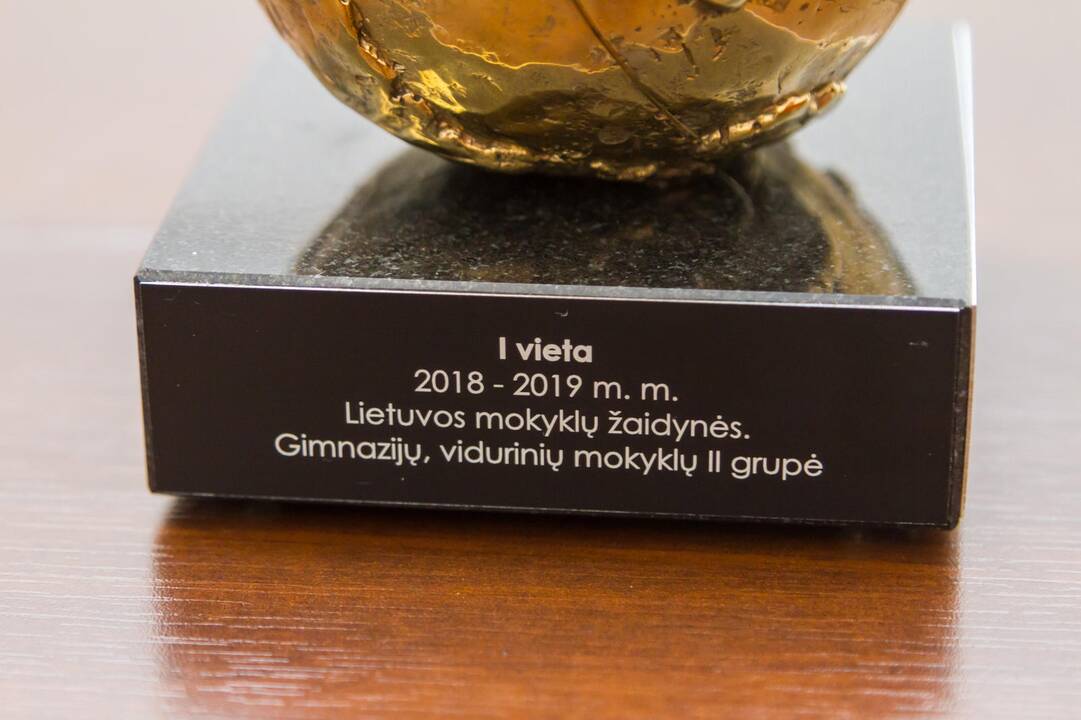 I vieta
2018 - 2019 m. m.
Lietuvos mokyklų žaidynės.
Gimnazijų, vidurinių mokyklų II grupė